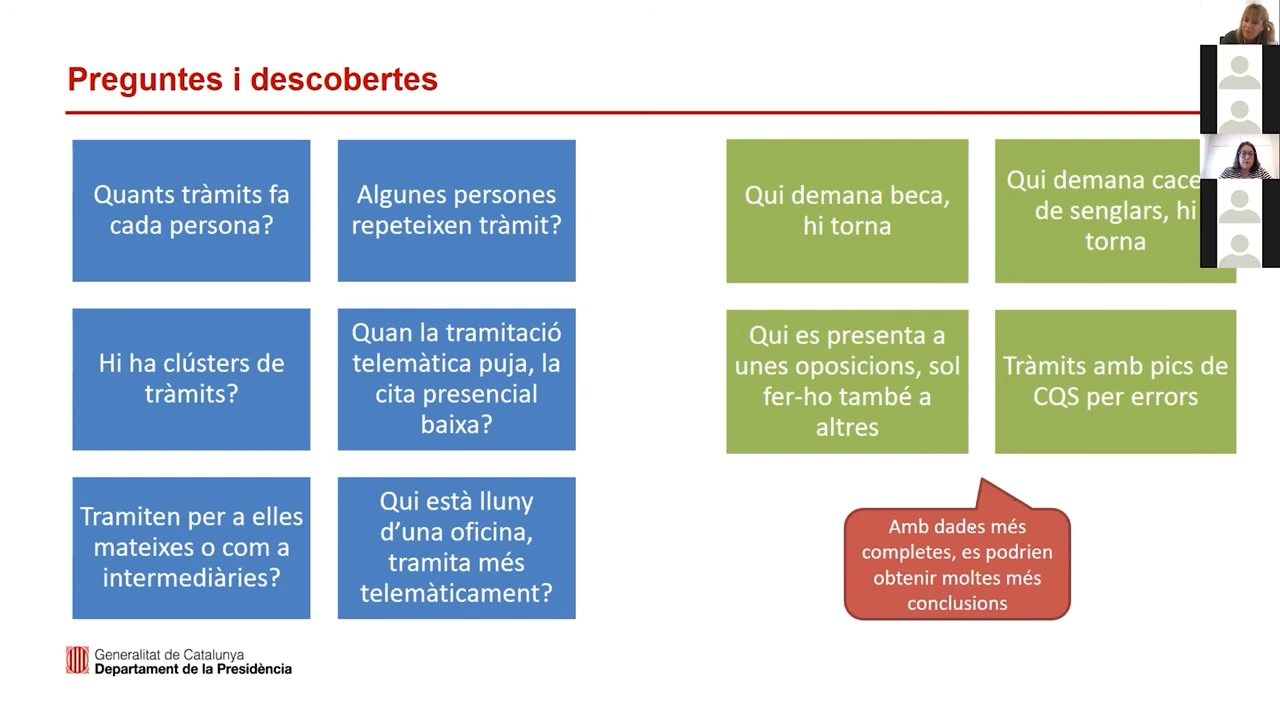 Preguntes i descobertes
Quants tràmits fa
cada persona?
Algunes persones
repeteixen tràmit?
Hi ha clústers de
tràmits?
Quan la tramitació
telemàtica puja, la
cita presencial
baixa?
Tramiten per a elles
mateixes o com a
intermediàries?
Qui està lluny
d'una oficina,
tramita més
telemàticament?
Qui demana beca,
hi torna
Qui demana
de senglars, hi
torna
Qui es presenta a
unes oposicions, sol
fer-ho també a
altres
Tràmits amb pics de
CQS per errors
Amb dades més
completes, es podrien
obtenir moltes més
conclusions
Generalitat de Catalunya
Departament de la Presidència